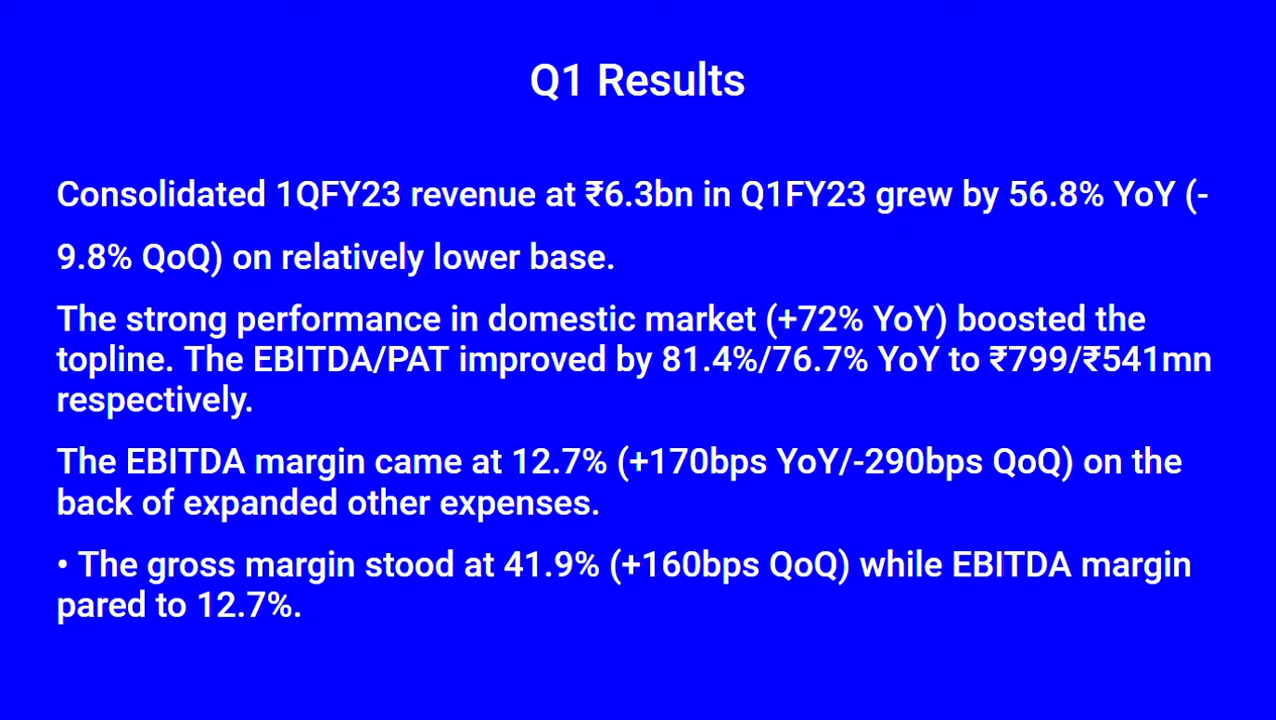 Q1 Results
Consolidated 1QFY23 revenue at ₹6.3bn in Q1FY23 grew by 56.8% YoY (-
9.8% QoQ) on relatively lower base.
The strong performance in domestic market (+72% YoY) boosted the
topline. The EBITDA/PAT improved by 81.4%/76.7% YoY to ₹799/₹541mn
respectively.
The EBITDA margin came at 12.7% (+170bps YoY/-290bps QoQ) on the
back of expanded other expenses.
• The gross margin stood at 41.9% (+160bps QoQ) while EBITDA margin
pared to 12.7%.